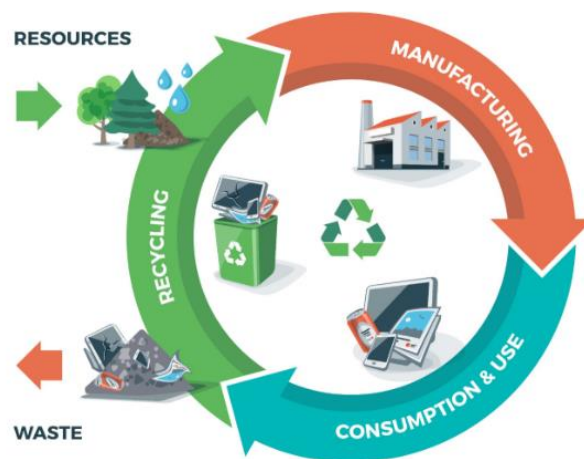 RESOURCES
MANUFACTURING
RECYCLING
CONSUMPTION & USE
WASTE